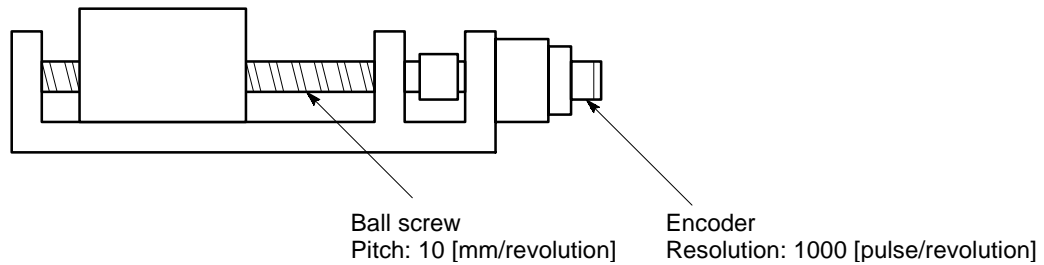 Ball screw
Pitch: 10 [mm/revolution]
Encoder
Resolution: 1000 [pulse/revolution]